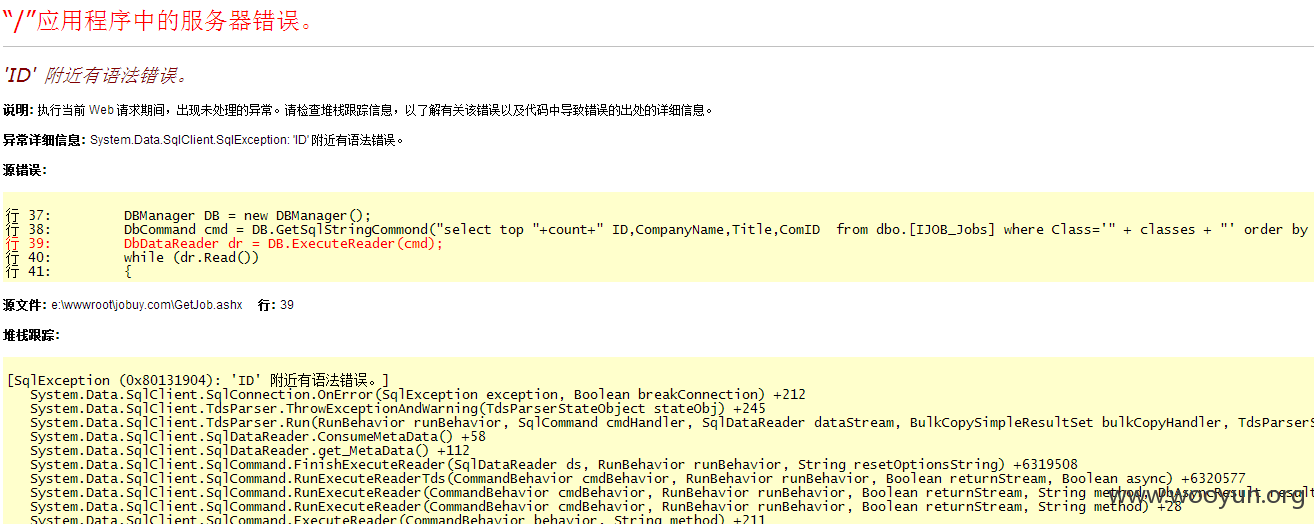 “/”应用程序中的服务器错误。
'ID' 附近有语法错误。
说明: 执行当前 Web 请求期间，出现未处理的异常。请检查堆栈跟踪信息，以了解有关该错误以及代码中导致错误的出处的详细信息。
异常详细信息: System.Data.SqlClient.SqlException: 'ID' 附近有语法错误。
源错误:
行 37: DBManager DB = new DBManager();
行 38: DbCommand cmd = DB.GetSqlStringCommond("select top "+count+" ID,CompanyName,Title,ComID  from dbo.[IJOB_Jobs] where Class='" + classes + "' order by
行 39: DbDataReader dr = DB.ExecuteReader(cmd);
行 40: while (dr.Read())
行 41: {
源文件: e:\wwwroot\jobuy.com\GetJob.ashx 行: 39
堆栈跟踪:
[SqlException (0x80131904): 'ID' 附近有语法错误。]
System.Data.SqlClient.SqlConnection.OnError(SqlException exception, Boolean breakConnection) +212
System.Data.SqlClient.TdsParser.ThrowExceptionAndWarning(TdsParserStateObject stateObj) +245
System.Data.SqlClient.TdsParser.Run(RunBehavior runBehavior, SqlCommand cmdHandler, SqlDataReader dataStream, BulkCopySimpleResultSet bulkCopyHandler, TdsParserS
System.Data.SqlClient.SqlDataReader.ConsumeMetaData() +58
System.Data.SqlClient.SqlDataReader.get_MetaData() +112
System.Data.SqlClient.SqlCommand.FinishExecuteReader(SqlDataReader ds, RunBehavior runBehavior, String resetOptionsString) +6319508
System.Data.SqlClient.SqlCommand.RunExecuteReaderTds(CommandBehavior cmdBehavior, RunBehavior runBehavior, Boolean returnStream, Boolean async) +6320577
System.Data.SqlClient.SqlCommand.RunExecuteReader(CommandBehavior cmdBehavior, RunBehavior runBehavior, Boolean returnStream, String method, DbAsyncResult result
System.Data.SqlClient.SqlCommand.RunExecuteReader(CommandBehavior cmdBehavior, RunBehavior runBehavior, Boolean returnStream, String method) +28
System.Data.SqlClient.SqlCommand.ExecuteReader(CommandBehavior behavior, String method) +211
www.wooyun.org